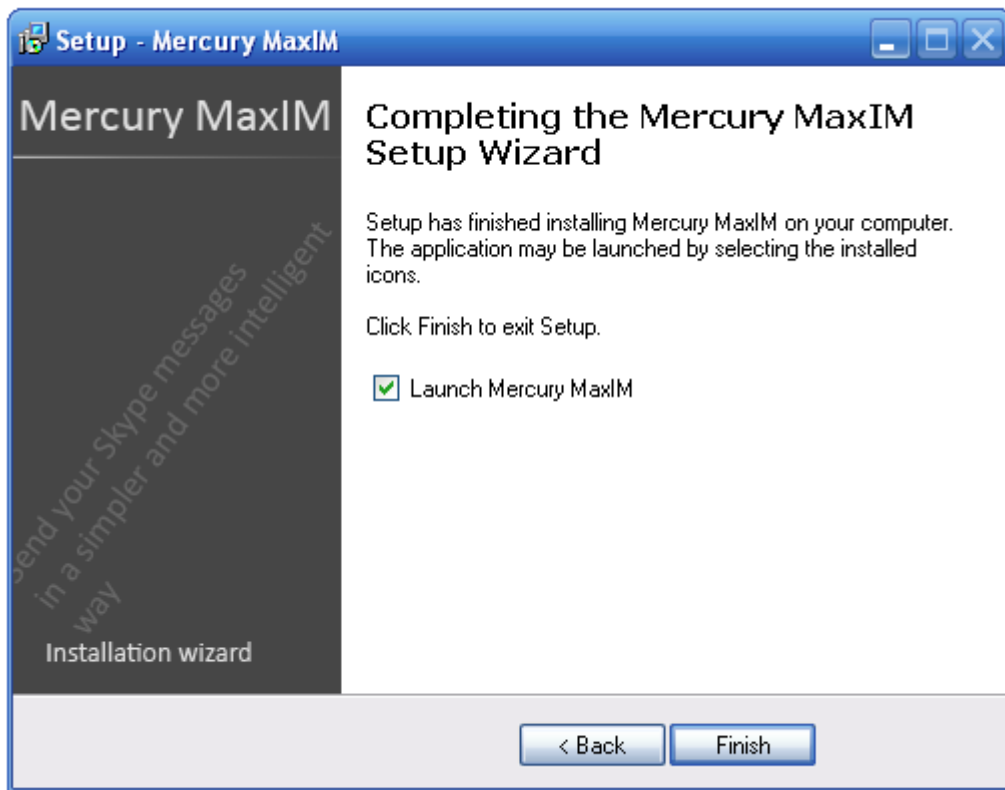 Setup - Mercury MaxIM
Mercury MaxIM
Send your Skype messages
in a simpler and more intelligent
way
Installation wizard
Completing the Mercury MaxIM
Setup Wizard
Setup has finished installing Mercury MaxIM on your computer.
The application may be launched by selecting the installed
icons.
Click Finish to exit Setup.
Launch Mercury MaxIM
< Back
Finish